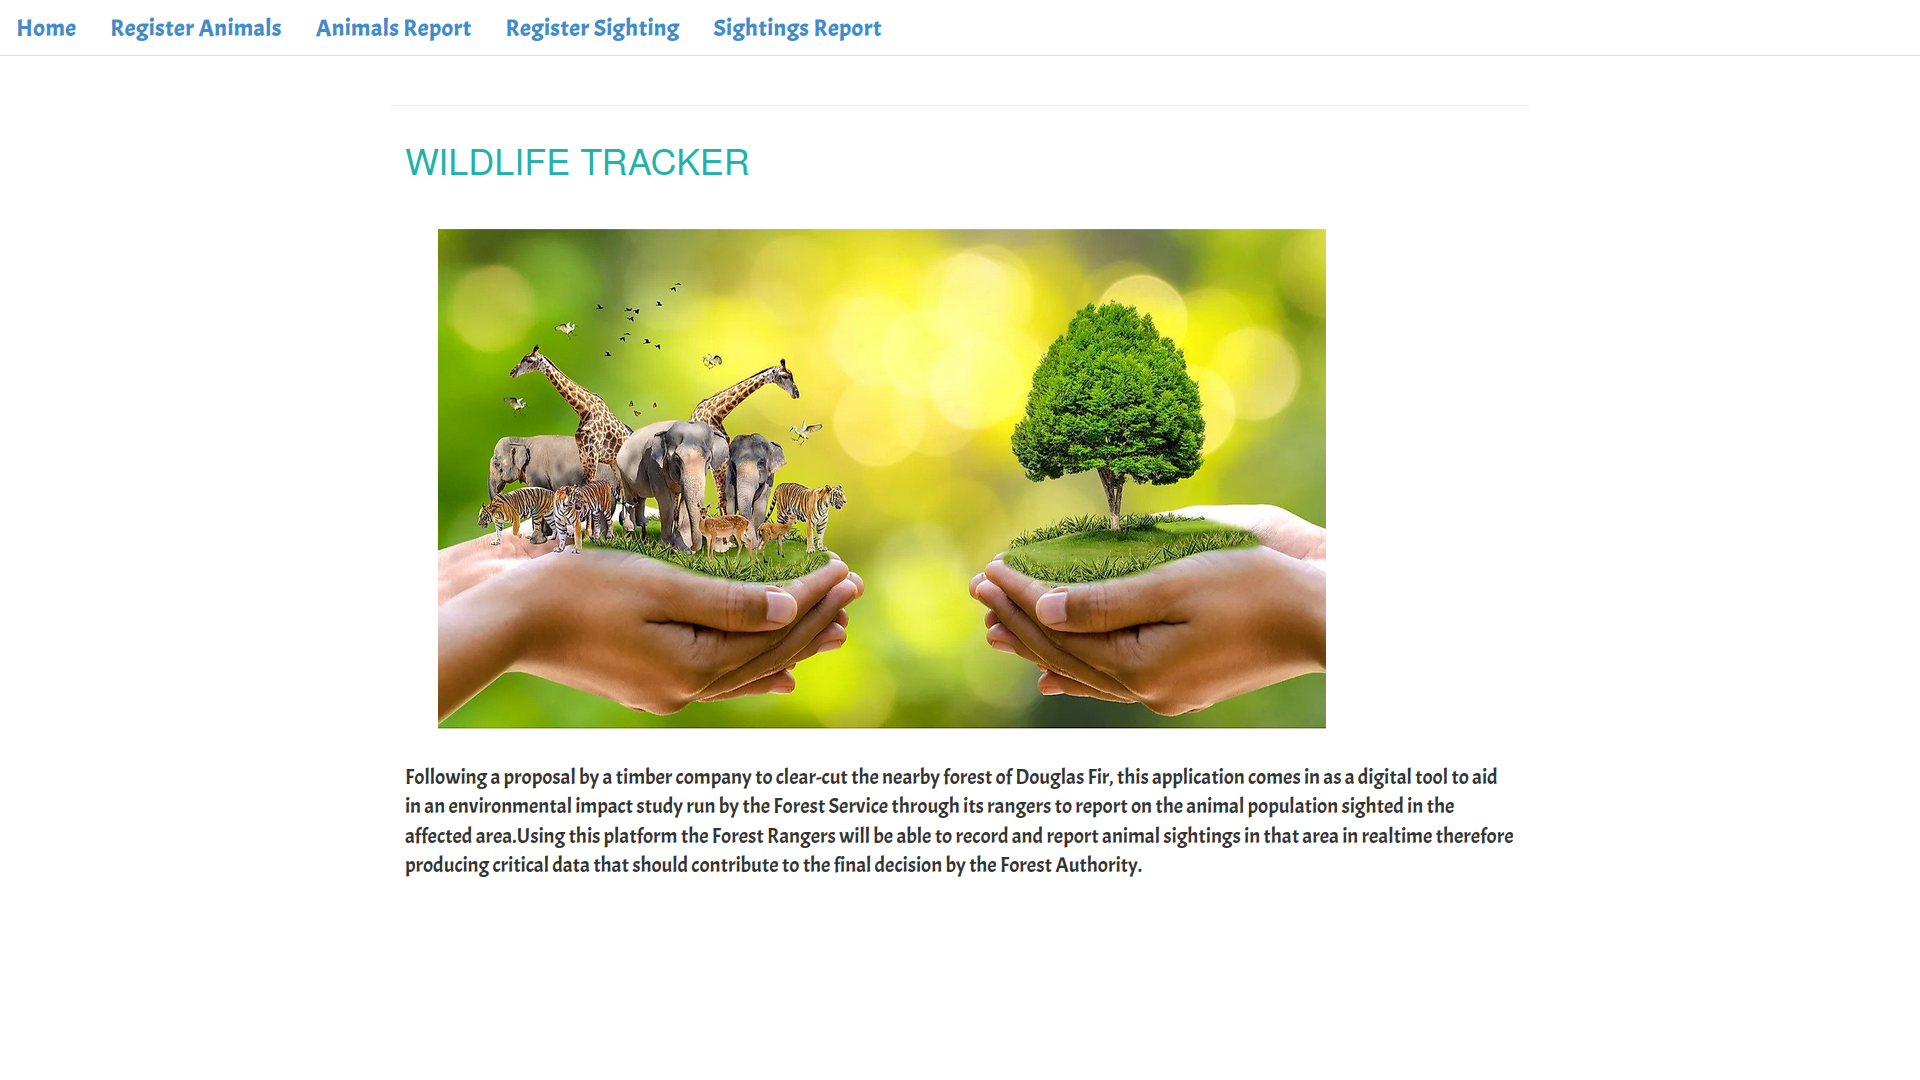 Home Register Animals Animals Report Register Sighting Sightings Report
WILDLIFE TRACKER
Following a proposal by a timber company to clear-cut the nearby forest of Douglas Fir, this application comes in as a digital tool to aid
in an environmental impact study run by the Forest Service through its rangers to report on the animal population sighted in the
affected area.Using this platform the Forest Rangers will be able to record and report animal sightings in that area in realtime therefore
producing critical data that should contribute to the final decision by the Forest Authority.